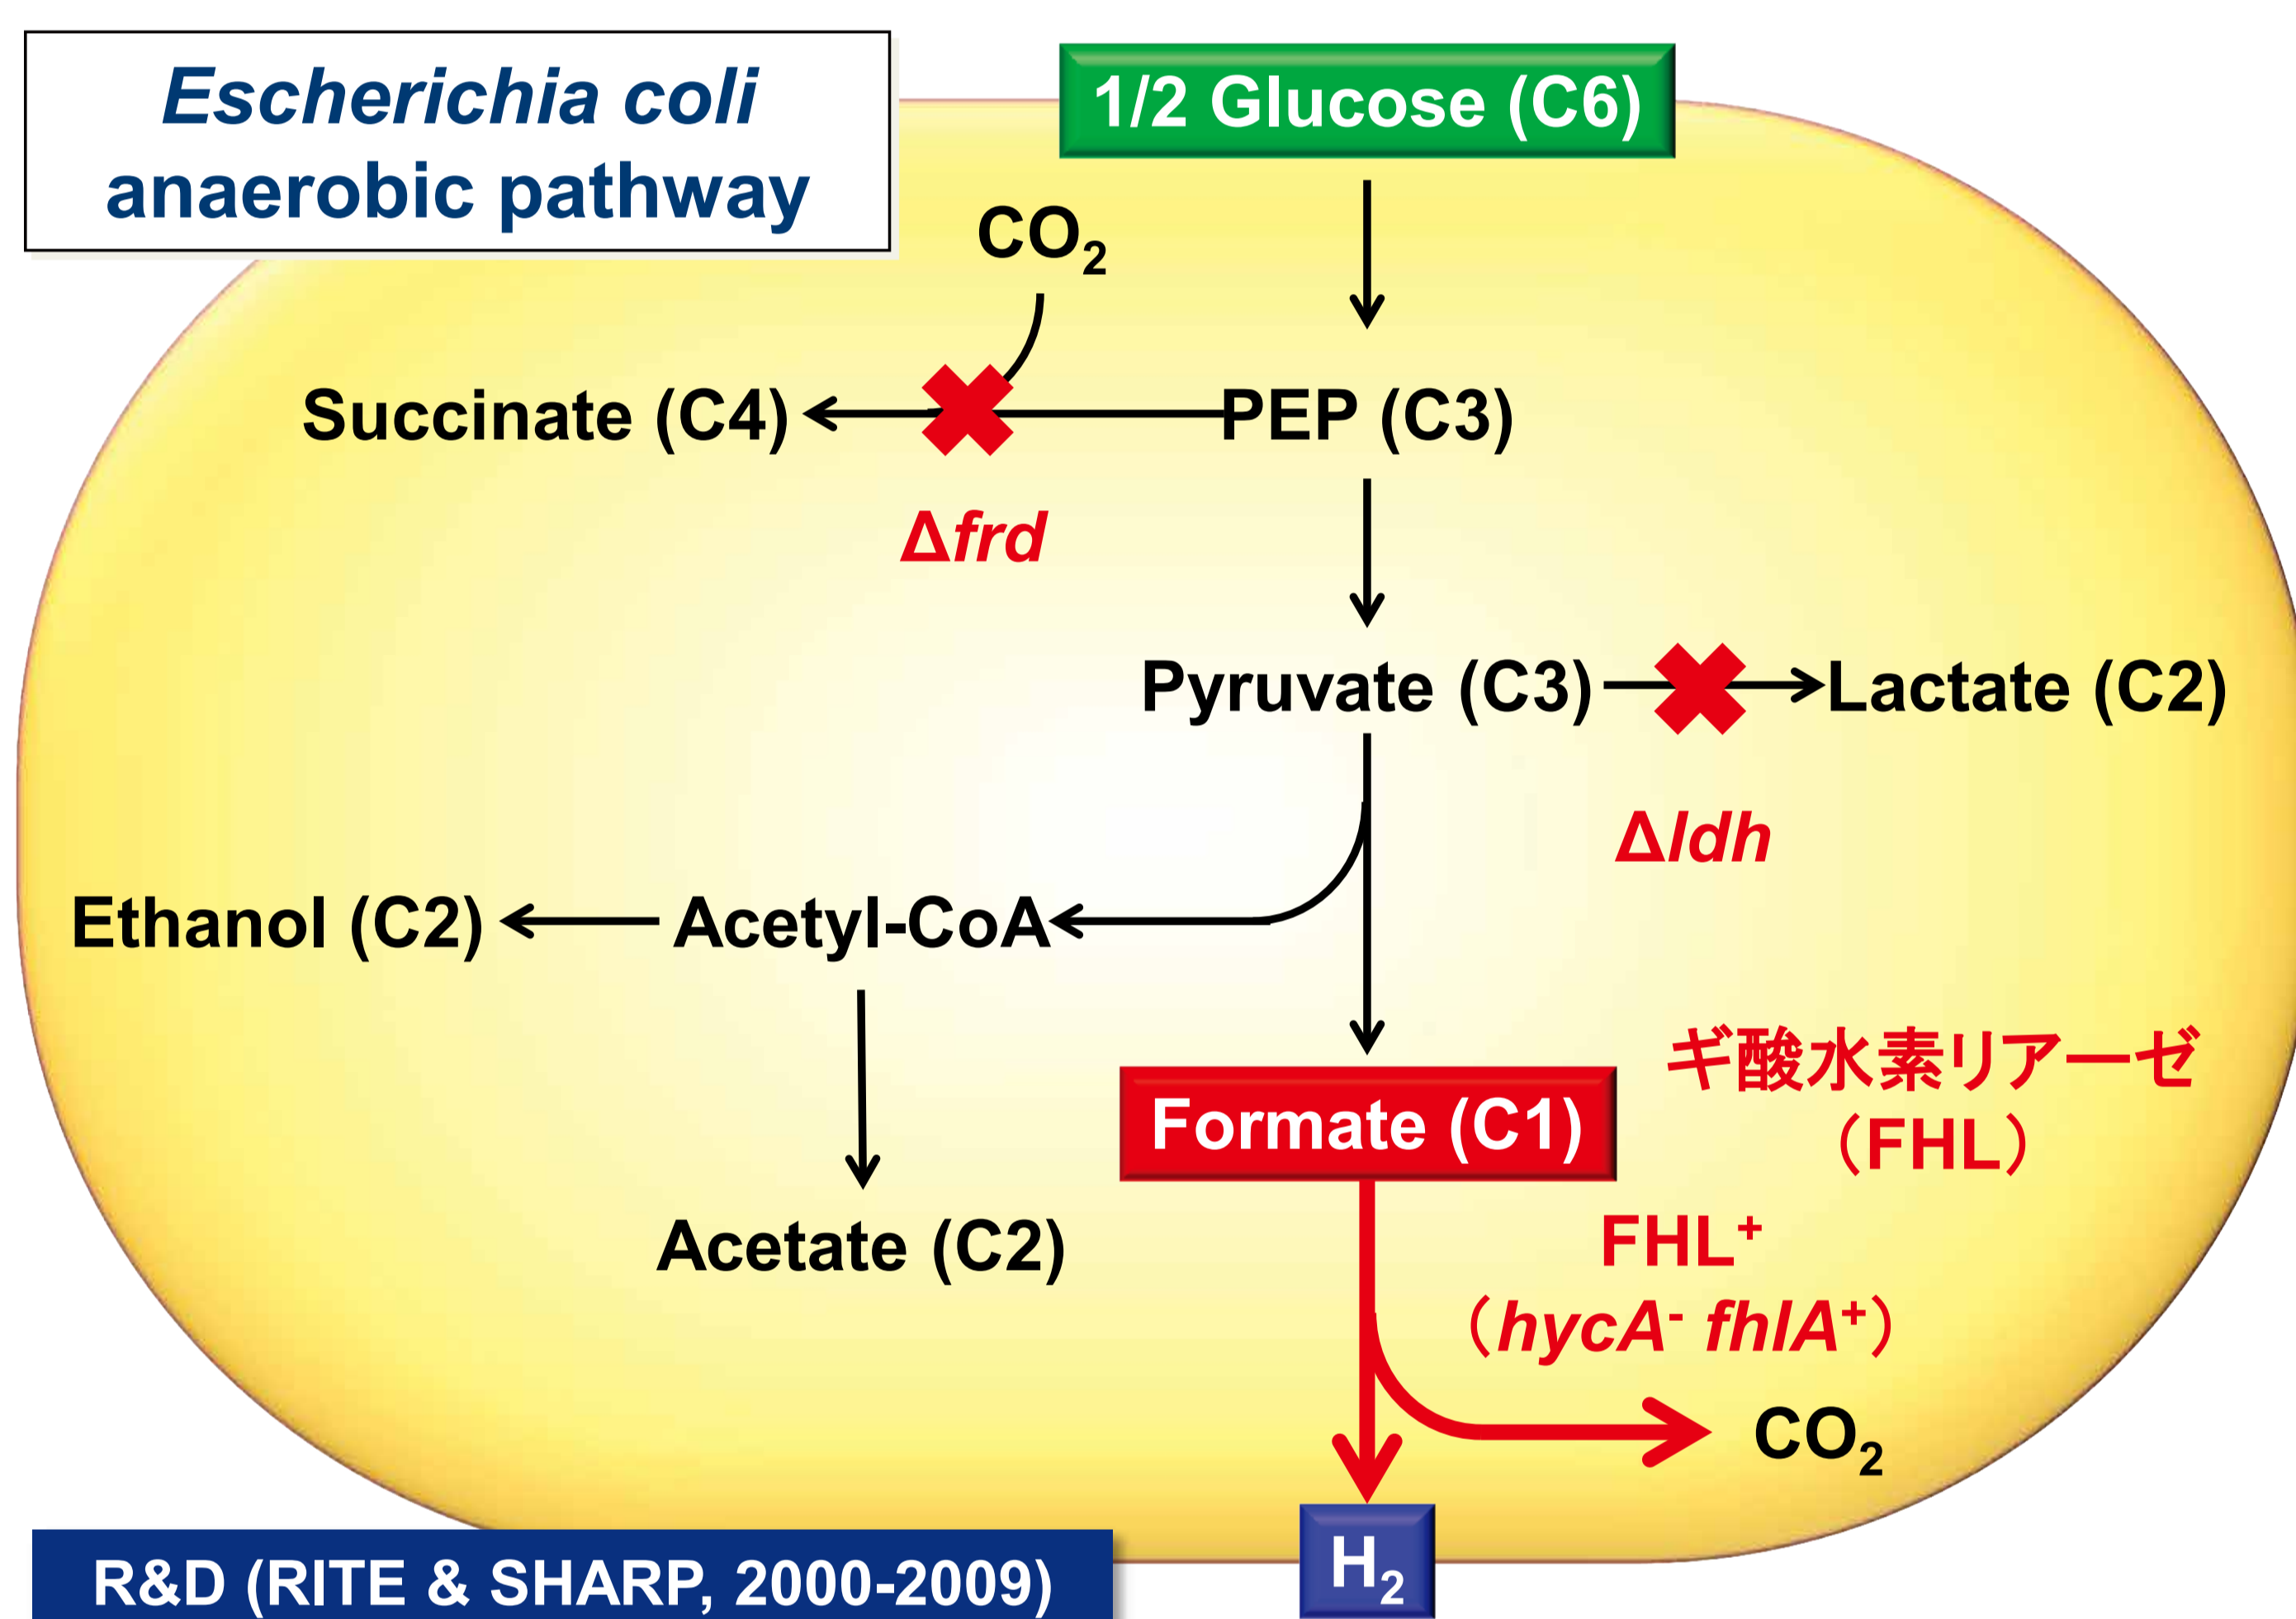 Escherichia coli
anaerobic pathway
1/2 Glucose (C6)
CO₂
Succinate (C4)
PEP (C3)
Δfrd
Pyruvate (C3)
Lactate (C2)
Δldh
Ethanol (C2)
Acetyl-CoA
ギ酸水素リアーゼ
（FHL）
Formate (C1)
Acetate (C2)
FHL⁺
（hycA⁻ fhlA⁺）
CO₂
H₂
R&D (RITE & SHARP, 2000-2009)